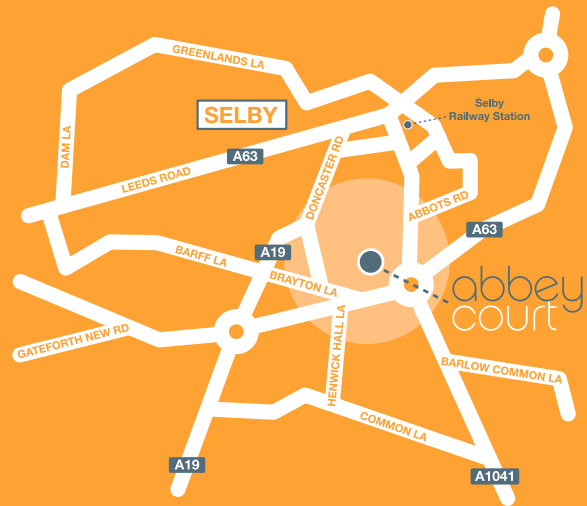 GREENLANDS LA
SELBY
Selby
Railway Station
DAM LA
A63
LEEDS ROAD
DONCASTER RD
ABBOTS RD
A63
A19
BARFF LA
BRAYTON LA
abbey
court
GATEFORTH NEW RD
HENWICK HALL LA
BARLOW COMMON LA
COMMON LA
A19
A1041